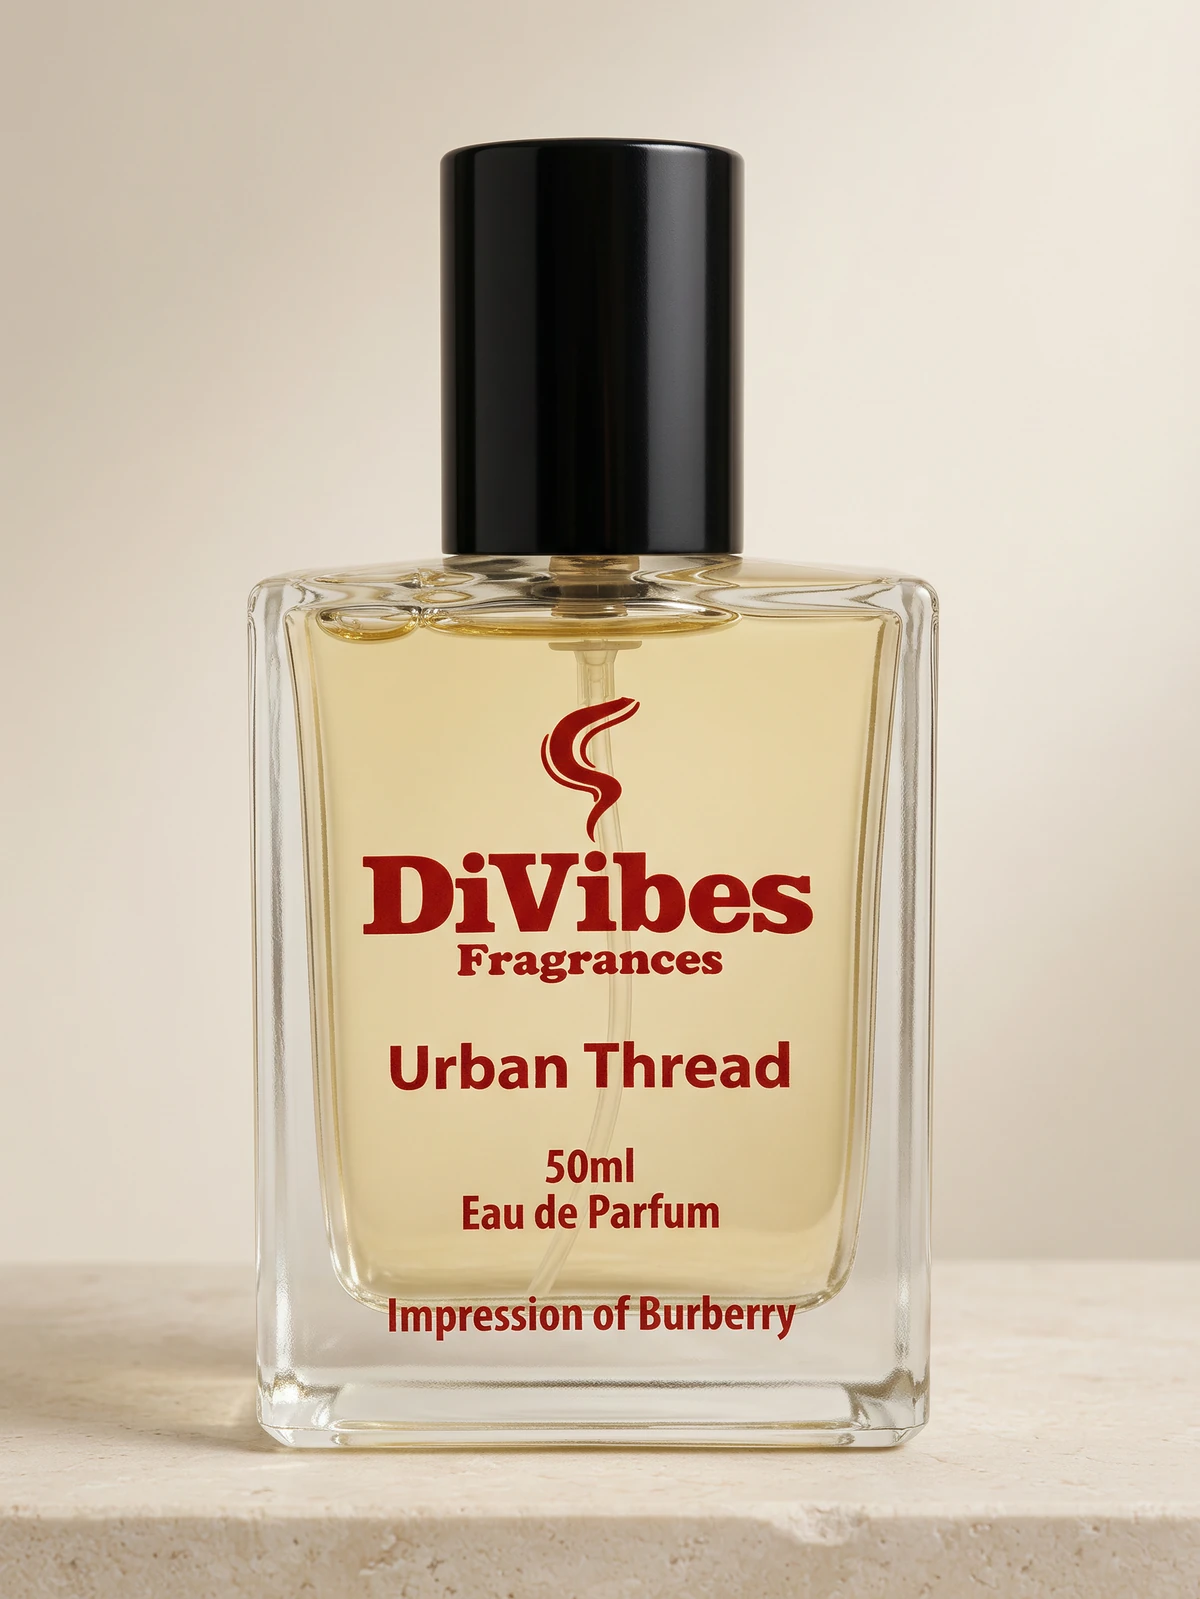 DiVibes
Fragrances
Urban Thread
50ml
Eau de Parfum
Impression of Burberry